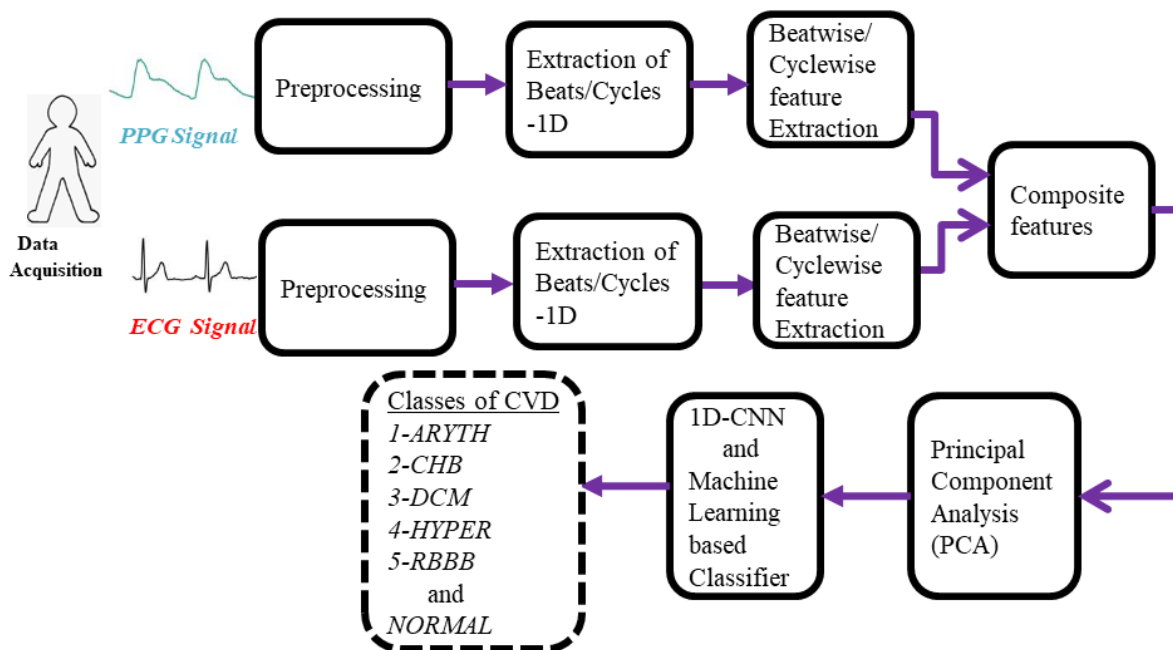 PPG Signal
Data
Acquisition
Preprocessing
Extraction of
Beats/Cycles
-1D
Beatwise/
Cyclewise
feature
Extraction
ECG Signal
Preprocessing
Extraction of
Beats/Cycles
-1D
Beatwise/
Cyclewise
feature
Extraction
Composite
features
Principal
Component
Analysis
(PCA)
1D-CNN
and
Machine
Learning
based
Classifier
Classes of CVD
1-ARYTH
2-CHB
3-DCM
4-HYPER
5-RBBB
and
NORMAL